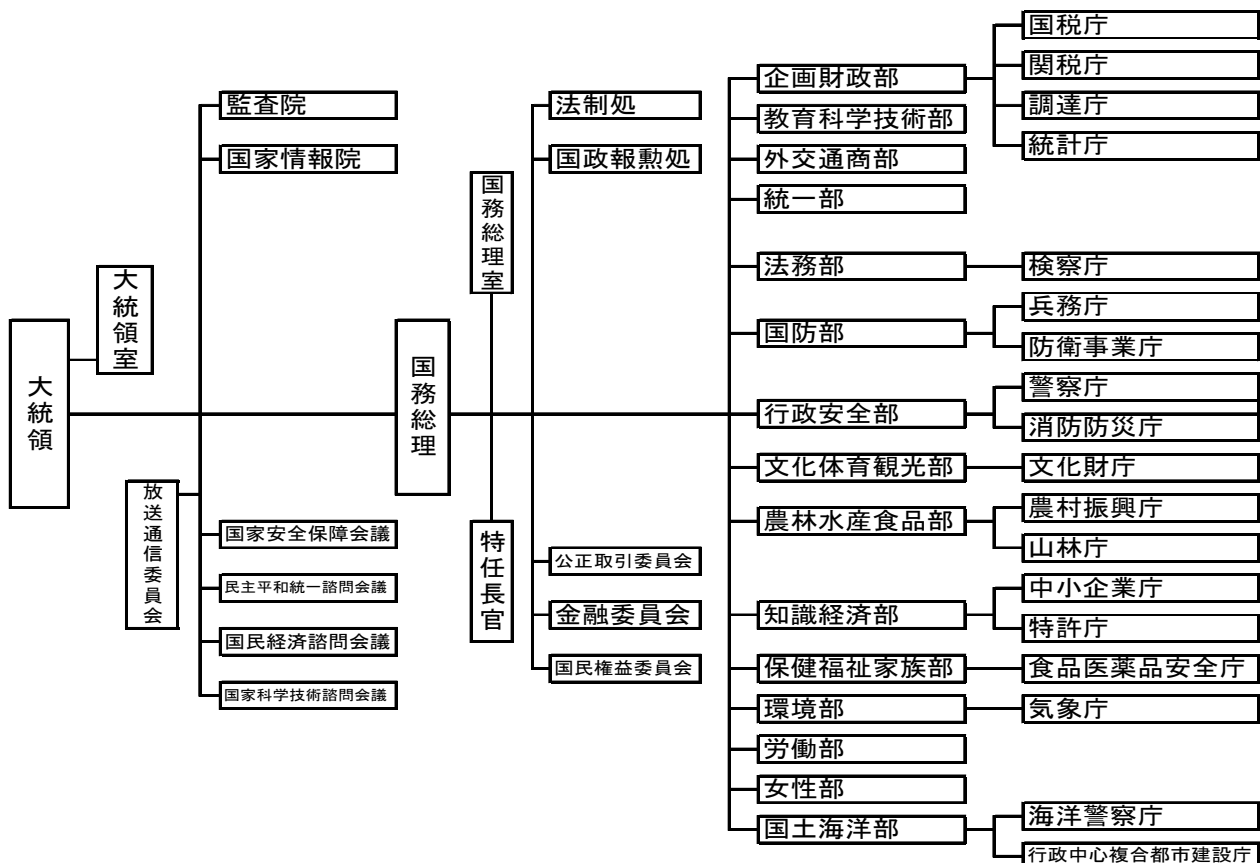 大統領
大統領室
監査院
国家情報院
放送通信委員会
国家安全保障会議
民主平和統一諮問会議
国民経済諮問会議
国家科学技術諮問会議
国務総理
国務総理室
特任長官
法制処
国政報勲処
公正取引委員会
金融委員会
国民権益委員会
企画財政部
国税庁
関税庁
調達庁
統計庁
教育科学技術部
外交通商部
統一部
法務部
検察庁
国防部
兵務庁
防衛事業庁
行政安全部
警察庁
消防防災庁
文化体育観光部
文化財庁
農林水産食品部
農村振興庁
山林庁
知識経済部
中小企業庁
特許庁
保健福祉家族部
食品医薬品安全庁
環境部
気象庁
労働部
女性部
国土海洋部
海洋警察庁
行政中心複合都市建設庁